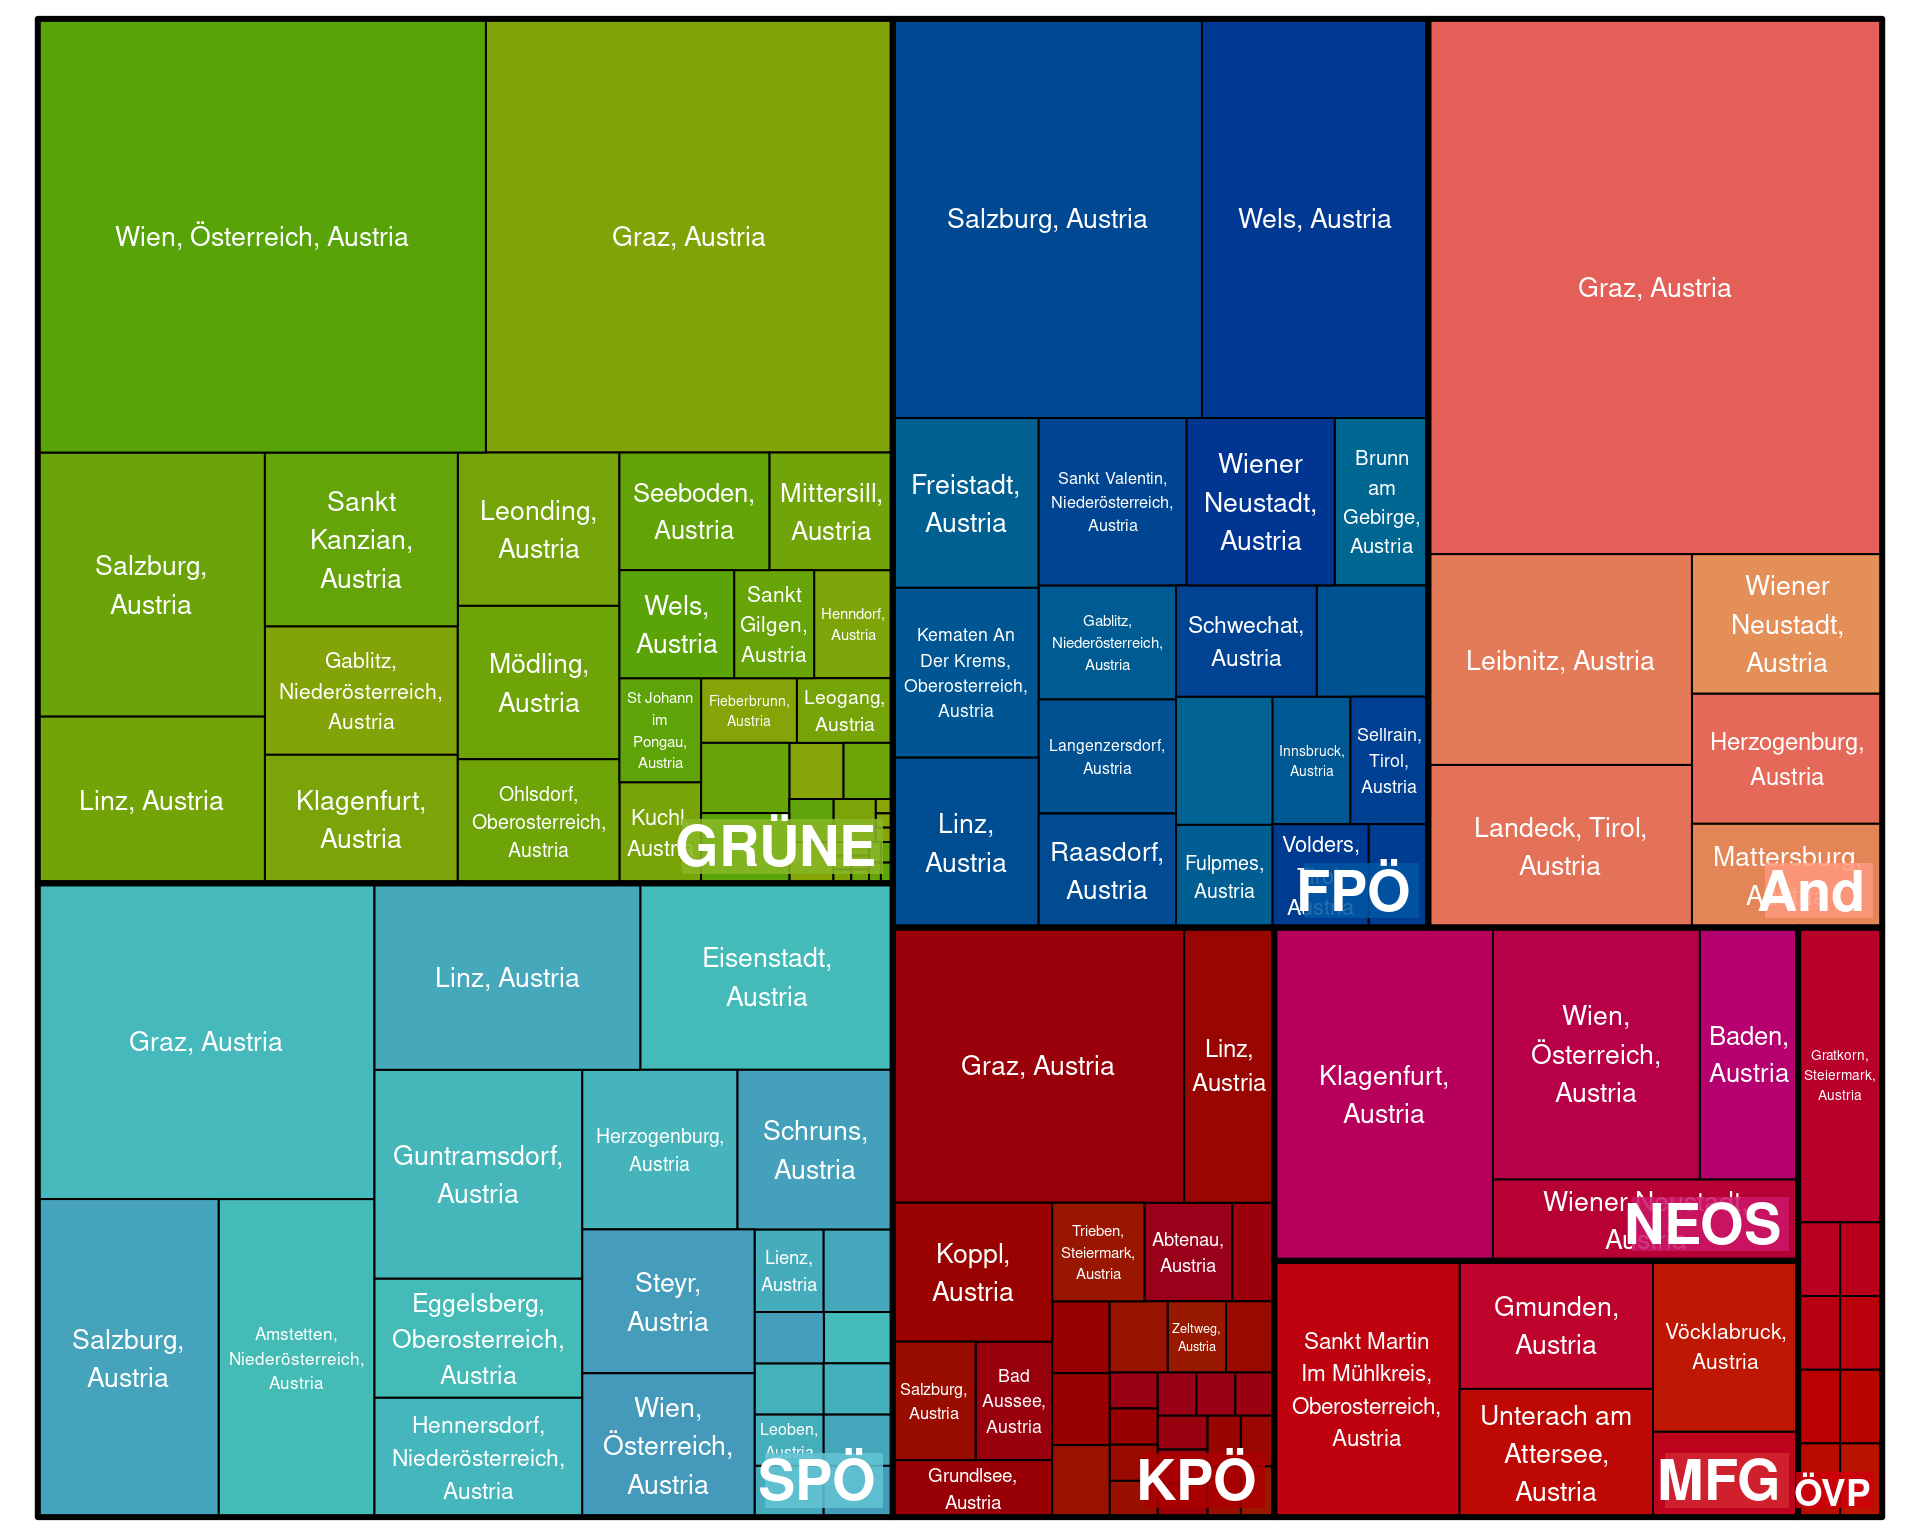 Wien, Österreich, Austria
Graz, Austria
Salzburg,
Austria
Linz, Austria
Sankt
Kanzian,
Austria
Gablitz,
Niederösterreich,
Austria
Klagenfurt,
Austria
Leonding,
Austria
Mödling,
Austria
Ohlsdorf,
Oberosterreich,
Austria
Seeboden,
Austria
Mittersill,
Austria
Wels,
Austria
Sankt
Gilgen,
Austria
Henndorf,
Austria
St Johann
im
Pongau,
Austria
Fieberbrunn,
Austria
Leogang,
Austria
Kuchl,
Austria
GRÜNE
Salzburg, Austria
Wels, Austria
Freistadt,
Austria
Sankt Valentin,
Niederösterreich,
Austria
Wiener
Neustadt,
Austria
Brunn
am
Gebirge,
Austria
Kematen An
Der Krems,
Oberosterreich,
Austria
Gablitz,
Niederösterreich,
Austria
Schwechat,
Austria
Langenzersdorf,
Austria
Innsbruck,
Austria
Sellrain,
Tirol,
Austria
Linz,
Austria
Raasdorf,
Austria
Fulpmes,
Austria
Volders,
Tirol,
Austria
FPÖ
Graz, Austria
Leibnitz, Austria
Landeck, Tirol,
Austria
Wiener
Neustadt,
Austria
Herzogenburg,
Austria
Mattersburg,
Austria
And
Graz, Austria
Salzburg,
Austria
Amstetten,
Niederösterreich,
Austria
Linz, Austria
Eisenstadt,
Austria
Guntramsdorf,
Austria
Eggelsberg,
Oberosterreich,
Austria
Hennersdorf,
Niederösterreich,
Austria
Herzogenburg,
Austria
Schruns,
Austria
Steyr,
Austria
Wien,
Österreich,
Austria
Lienz,
Austria
Leoben,
Austria
SPÖ
Graz, Austria
Linz,
Austria
Koppl,
Austria
Salzburg,
Austria
Bad
Aussee,
Austria
Grundlsee,
Austria
Trieben,
Steiermark,
Austria
Abtenau,
Austria
Zeltweg,
Austria
KPÖ
Klagenfurt,
Austria
Wien,
Österreich,
Austria
Baden,
Austria
Wiener Neustadt,
Austria
NEOS
Sankt Martin
Im Mühlkreis,
Oberosterreich,
Austria
Gmunden,
Austria
Unterach am
Attersee,
Austria
Vöcklabruck,
Austria
MFG
Gratkorn,
Steiermark,
Austria
ÖVP